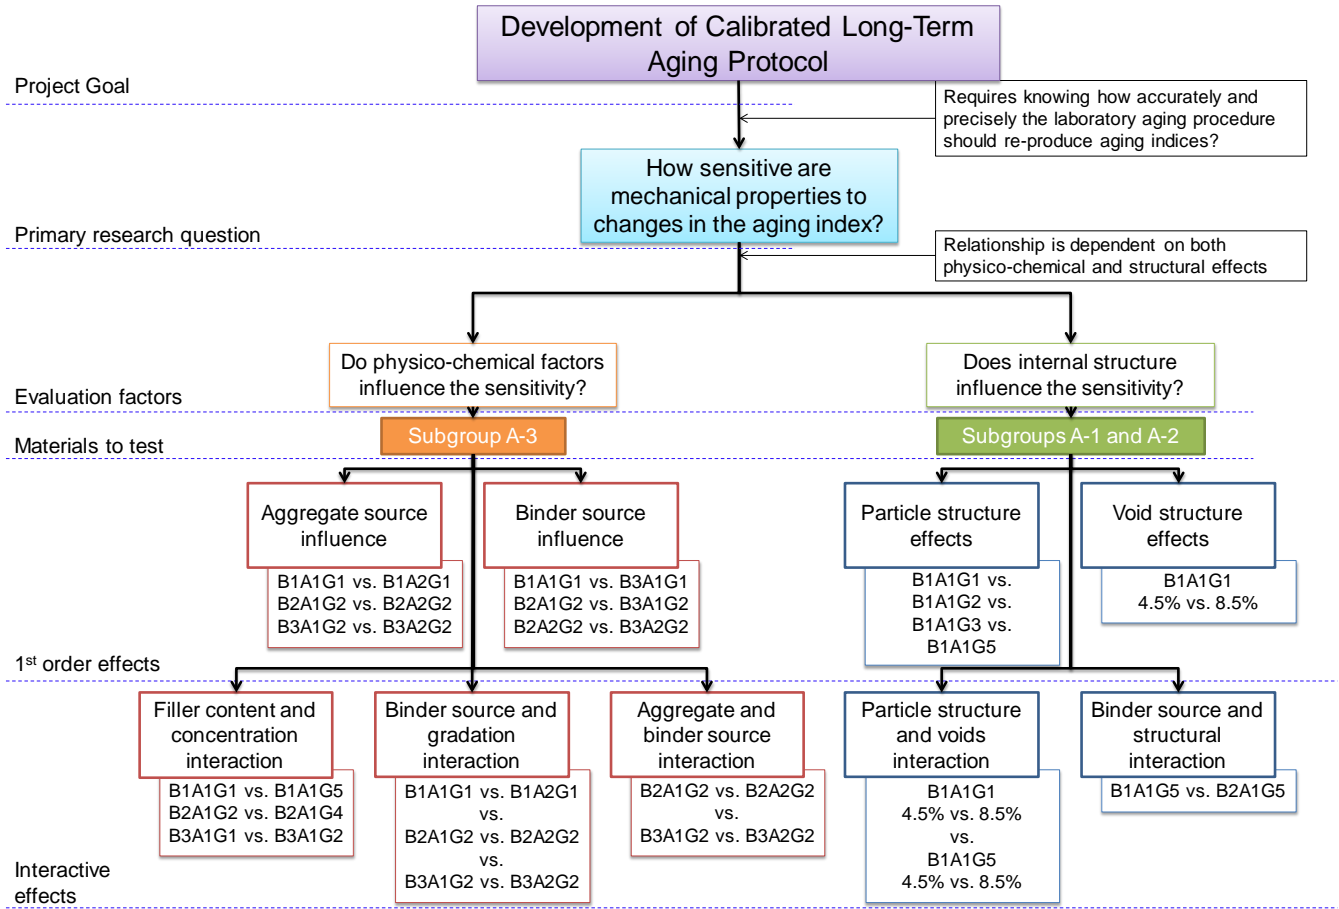 Development of Calibrated Long-Term
Aging Protocol
Project Goal
Requires knowing how accurately and
precisely the laboratory aging procedure
should re-produce aging indices?
How sensitive are
mechanical properties to
changes in the aging index?
Primary research question
Relationship is dependent on both
physico-chemical and structural effects
Do physico-chemical factors
influence the sensitivity?
Does internal structure
influence the sensitivity?
Evaluation factors
Materials to test
Subgroup A-3
Subgroups A-1 and A-2
Aggregate source
influence
B1A1G1 vs. B1A2G1
B2A1G2 vs. B2A2G2
B3A1G2 vs. B3A2G2
Binder source
influence
B1A1G1 vs. B3A1G1
B2A1G2 vs. B3A1G2
B2A2G2 vs. B3A2G2
Particle structure
effects
B1A1G1 vs.
B1A1G2 vs.
B1A1G3 vs.
B1A1G5
Void structure
effects
B1A1G1
4.5% vs. 8.5%
1st order effects
Filler content and
concentration
interaction
B1A1G1 vs. B1A1G5
B2A1G2 vs. B2A1G4
B3A1G1 vs. B3A1G2
Binder source and
gradation
interaction
B1A1G1 vs. B1A2G1
vs.
B2A1G2 vs. B2A2G2
vs.
B3A1G2 vs. B3A2G2
Aggregate and
binder source
interaction
B2A1G2 vs. B2A2G2
vs.
B3A1G2 vs. B3A2G2
Particle structure
and voids
interaction
B1A1G1
4.5% vs. 8.5%
vs.
B1A1G5
4.5% vs. 8.5%
Binder source and
structural
interaction
B1A1G5 vs. B2A1G5
Interactive
effects